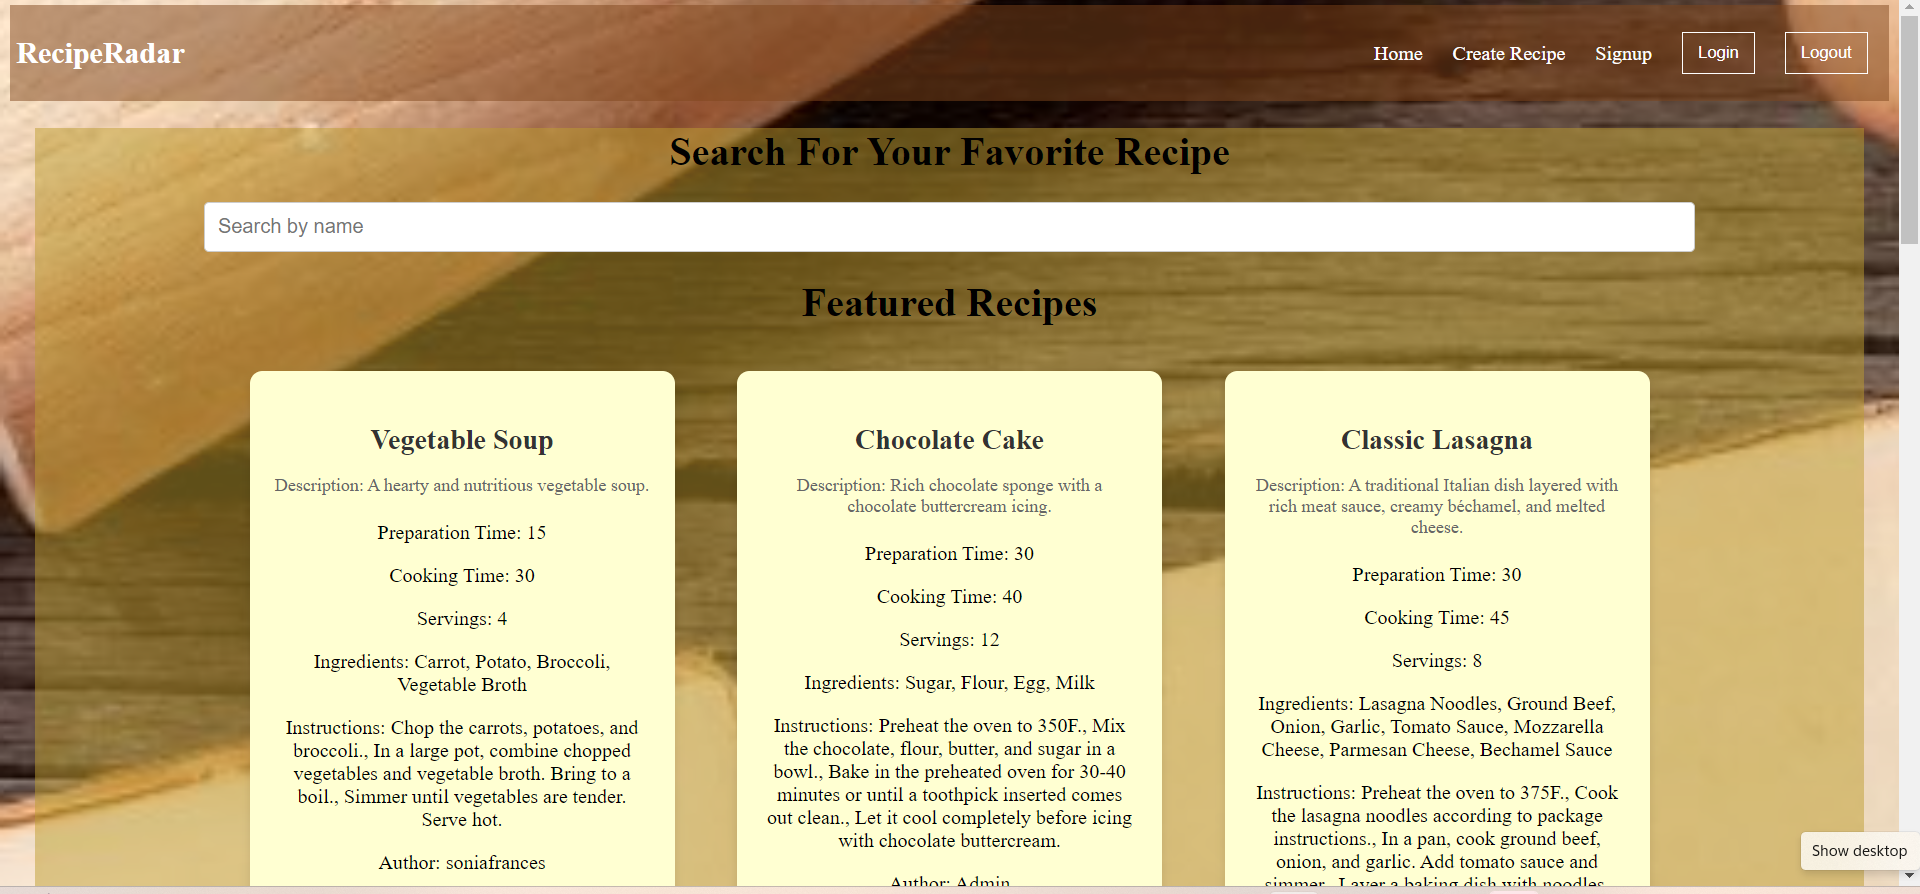 RecipeRadar
Home Create Recipe Signup Login Logout
Search For Your Favorite Recipe
Search by name
Featured Recipes
Vegetable Soup
Description: A hearty and nutritious vegetable soup.
Preparation Time: 15
Cooking Time: 30
Servings: 4
Ingredients: Carrot, Potato, Broccoli,
Vegetable Broth
Instructions: Chop the carrots, potatoes, and
broccoli., In a large pot, combine chopped
vegetables and vegetable broth. Bring to a
boil., Simmer until vegetables are tender.
Serve hot.
Author: soniafrances
Chocolate Cake
Description: Rich chocolate sponge with a
chocolate buttercream icing.
Preparation Time: 30
Cooking Time: 40
Servings: 12
Ingredients: Sugar, Flour, Egg, Milk
Instructions: Preheat the oven to 350F., Mix
the chocolate, flour, butter, and sugar in a
bowl., Bake in the preheated oven for 30-40
minutes or until a toothpick inserted comes
out clean., Let it cool completely before icing
with chocolate buttercream.
Author: Admin
Classic Lasagna
Description: A traditional Italian dish layered with
rich meat sauce, creamy béchamel, and melted
cheese.
Preparation Time: 30
Cooking Time: 45
Servings: 8
Ingredients: Lasagna Noodles, Ground Beef,
Onion, Garlic, Tomato Sauce, Mozzarella
Cheese, Parmesan Cheese, Bechamel Sauce
Instructions: Preheat the oven to 375F., Cook
the lasagna noodles according to package
instructions., In a pan, cook ground beef,
onion, and garlic. Add tomato sauce and
simmer., Layer a baking dish with noodles,
Show desktop